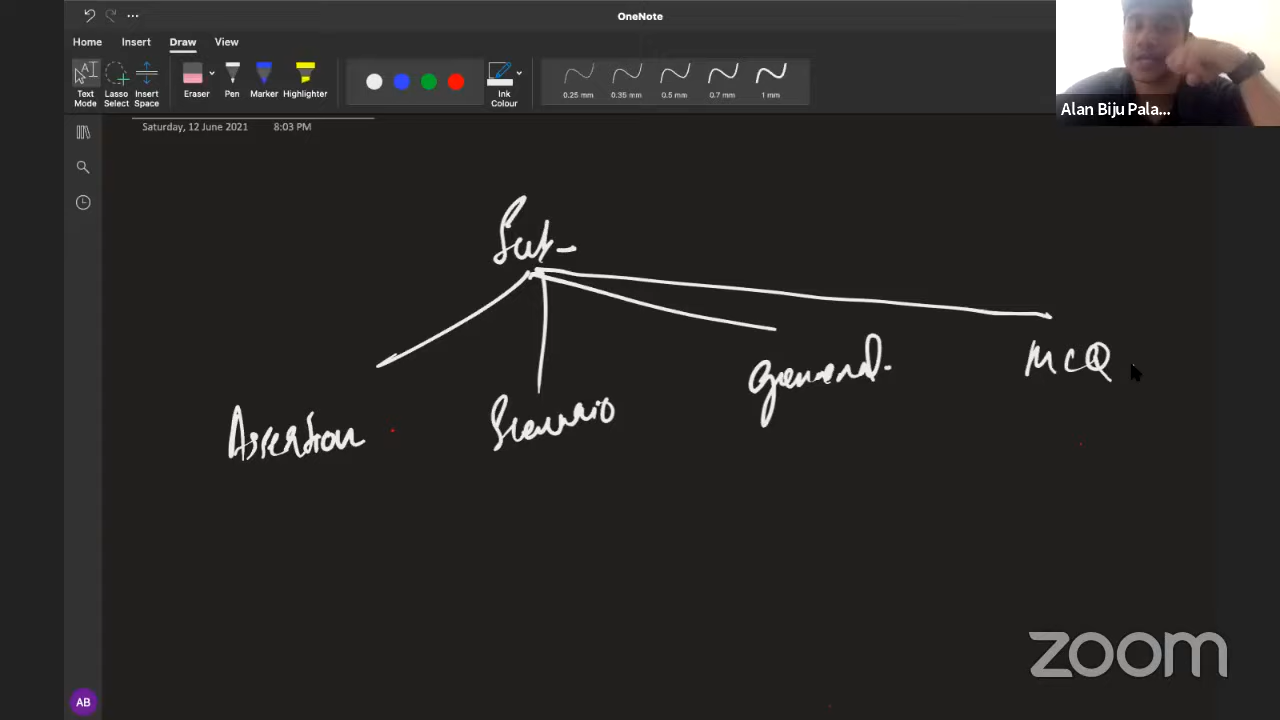 OneNote
Home Insert Draw View
Text Mode
Lasso Select
Insert Space
Eraser
Pen
Marker
Highlighter
Ink Colour
0.25 mm
0.35 mm
0.5 mm
0.7 mm
1 mm
Alan Biju Pala...
Saturday, 12 June 2021 8:03 PM
MCQ
General.
Scenario
Assertion
zoom
AB